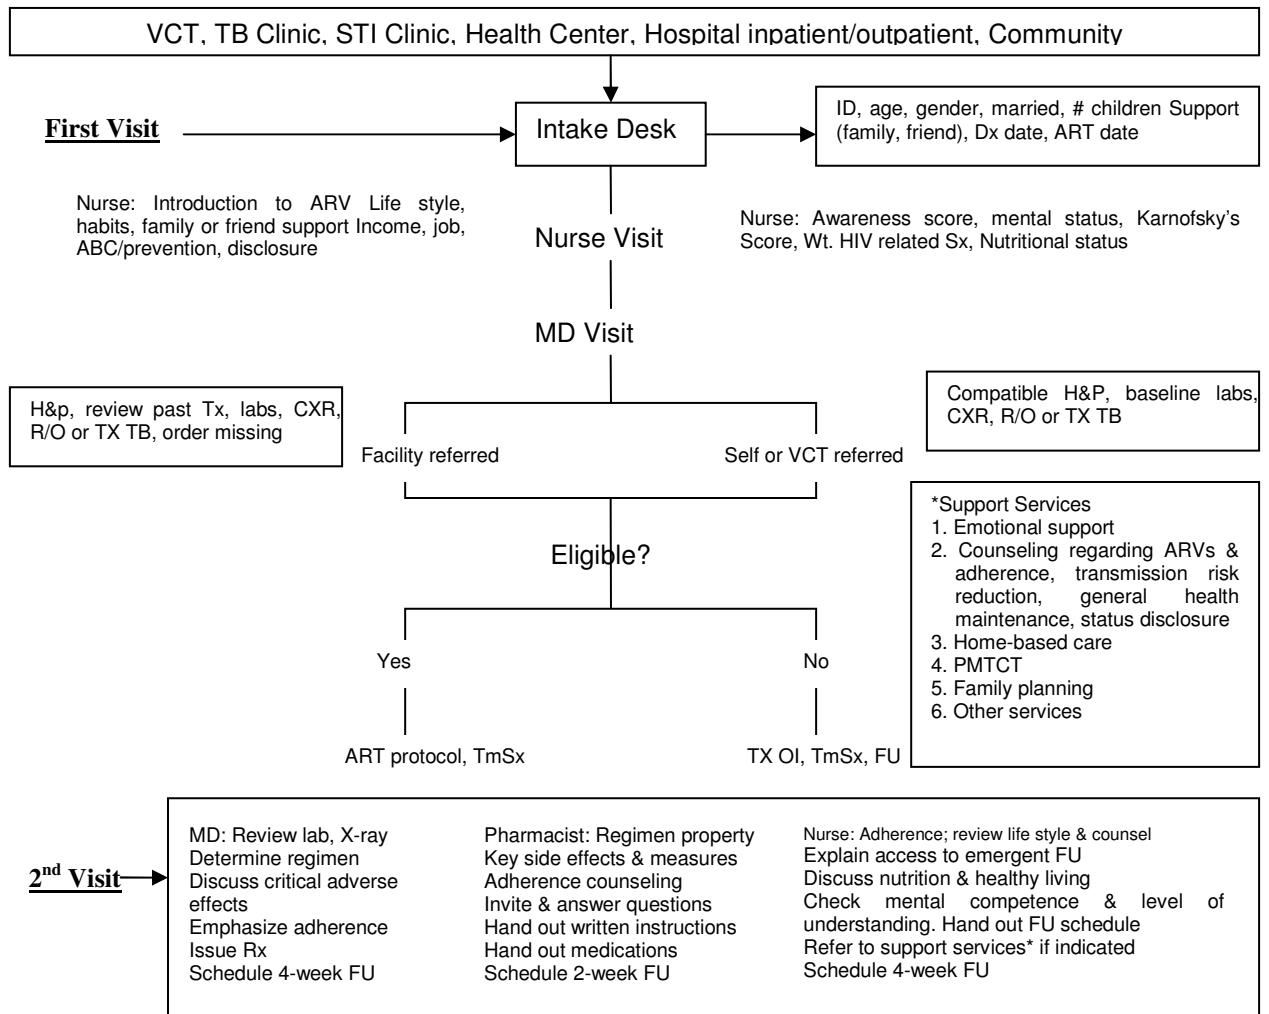 VCT, TB Clinic, STI Clinic, Health Center, Hospital inpatient/outpatient, Community
First Visit
Intake Desk
ID, age, gender, married, # children Support
(family, friend), Dx date, ART date
Nurse: Introduction to ARV Life style,
habits, family or friend support Income, job,
ABC/prevention, disclosure
Nurse Visit
Nurse: Awareness score, mental status, Karnofsky's
Score, Wt. HIV related Sx, Nutritional status
MD Visit
H&p, review past Tx, labs, CXR,
R/O or TX TB, order missing
Facility referred
Self or VCT referred
Compatible H&P, baseline labs,
CXR, R/O or TX TB
Eligible?
*Support Services
1. Emotional support
2. Counseling regarding ARVs &
adherence, transmission risk
reduction, general health
maintenance, status disclosure
3. Home-based care
4. PMTCT
5. Family planning
6. Other services
Yes
No
ART protocol, TmSx
TX OI, TmSx, FU
2nd Visit
MD: Review lab, X-ray
Determine regimen
Discuss critical adverse
effects
Emphasize adherence
Issue Rx
Schedule 4-week FU
Pharmacist: Regimen property
Key side effects & measures
Adherence counseling
Invite & answer questions
Hand out written instructions
Hand out medications
Schedule 2-week FU
Nurse: Adherence; review life style & counsel
Explain access to emergent FU
Discuss nutrition & healthy living
Check mental competence & level of
understanding. Hand out FU schedule
Refer to support services* if indicated
Schedule 4-week FU